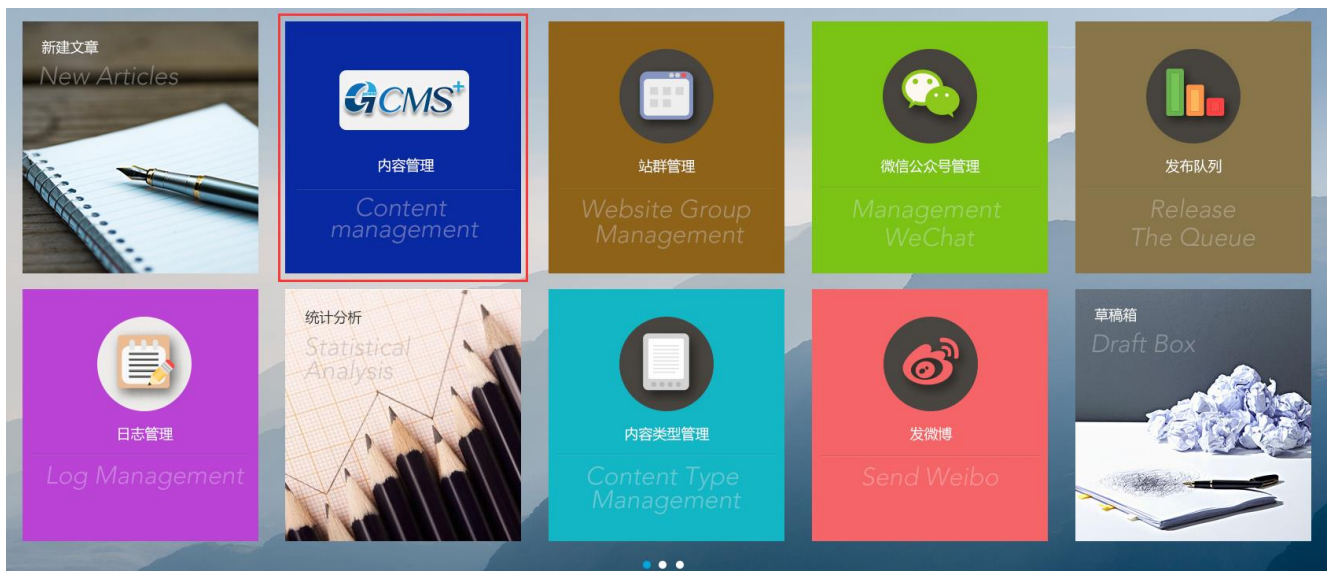 新建文章
New Articles
GCMS+
内容管理
Content
management
站群管理
Website Group
Management
微信公众号管理
Management
WeChat
发布队列
Release
The Queue
日志管理
Log Management
统计分析
Statistical
Analysis
内容类型管理
Content Type
Management
发微博
Send Weibo
草稿箱
Draft Box